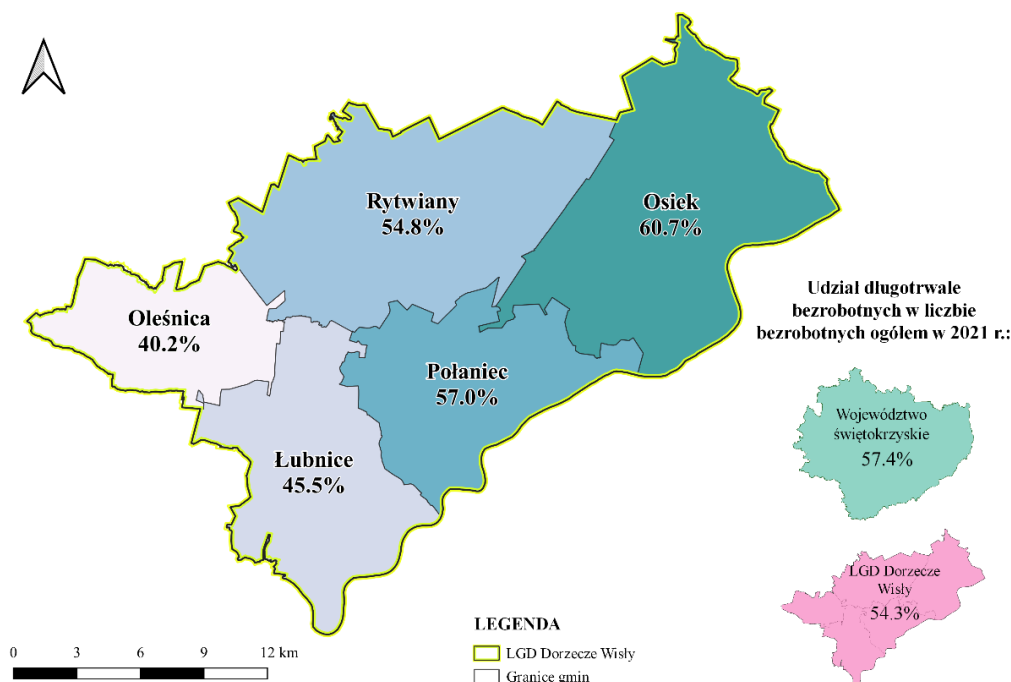 Rytwiany
54.8%
Osiek
60.7%
Oleśnica
40.2%
Połaniec
57.0%
Łubnice
45.5%
Udział długotrwale
bezrobotnych w liczbie
bezrobotnych ogółem w 2021 r.:
Województwo
świętokrzyskie
57.4%
LGD Dorzecze
Wisły
54.3%
0 3 6 9 12 km
LEGENDA
LGD Dorzecze Wisły
Granice gmin